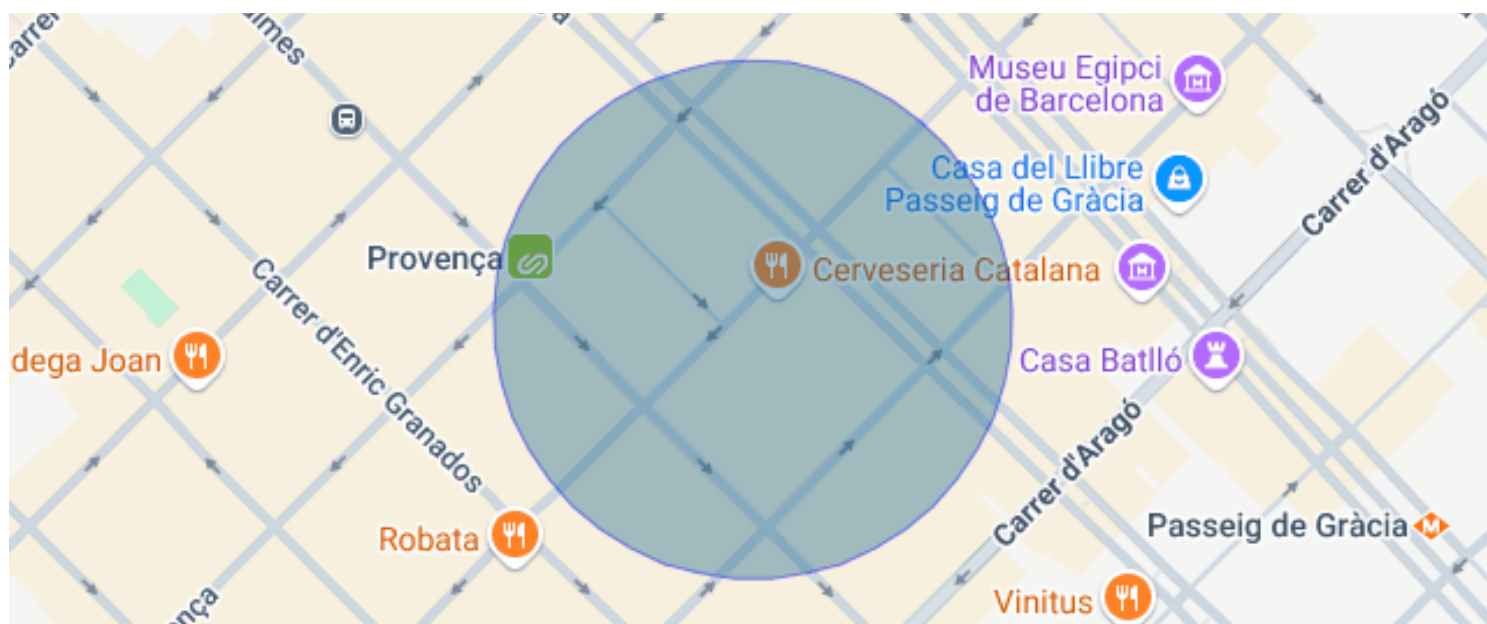 Museu Egipci
de Barcelona
Casa del Llibre
Passeig de Gràcia
Carrer d'Aragó
Provença
Cerveseria Catalana
Carrer d'Enric Granados
dega Joan
Casa Batlló
Carrer d'Aragó
Robata
Passeig de Gràcia
M
Vinitus